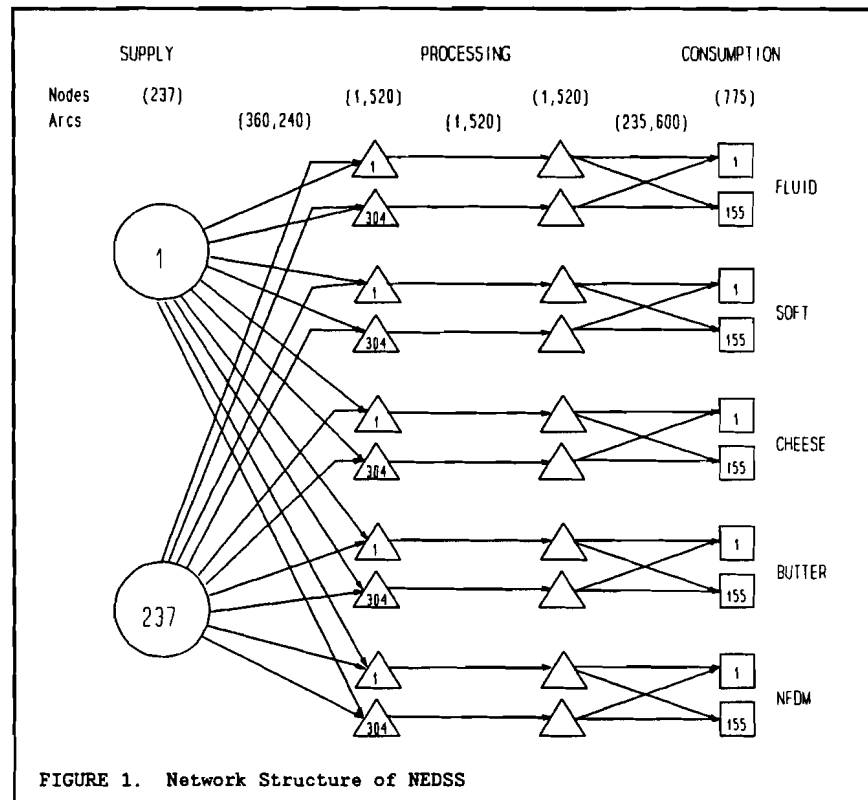 SUPPLY PROCESSING CONSUMPTION
Nodes (237) (1,520) (1,520) (775)
Arcs (360,240) (1,520) (235,600)
1 1
304 155
FLUID
1
1 1
304 155
SOFT
1 1
304 155
CHEESE
1 1
304 155
BUTTER
237
1 1
304 155
NFDM
FIGURE 1. Network Structure of NEDSS